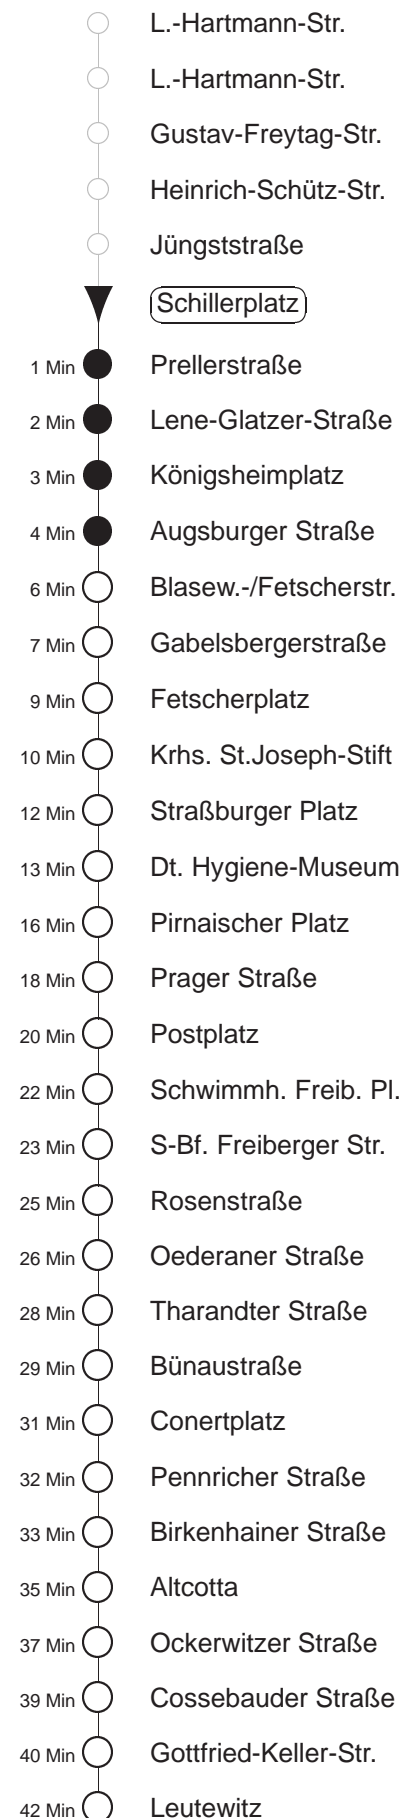 L.-Hartmann-Str.
L.-Hartmann-Str.
Gustav-Freytag-Str.
Heinrich-Schütz-Str.
Jüngststraße
Schillerplatz
1 Min Prellerstraße
2 Min Lene-Glatzer-Straße
3 Min Königsheimplatz
4 Min Augsburger Straße
6 Min Blasew.-/Fetscherstr.
7 Min Gabelsbergerstraße
9 Min Fetscherplatz
10 Min Krhs. St.Joseph-Stift
12 Min Straßburger Platz
13 Min Dt. Hygiene-Museum
16 Min Pirnaischer Platz
18 Min Prager Straße
20 Min Postplatz
22 Min Schwimmh. Freib. Pl.
23 Min S-Bf. Freiberger Str.
25 Min Rosenstraße
26 Min Oederaner Straße
28 Min Tharandter Straße
29 Min Bünaustraße
31 Min Conertplatz
32 Min Pennricher Straße
33 Min Birkenhainer Straße
35 Min Altcotta
37 Min Ockerwitzer Straße
39 Min Cossebauder Straße
40 Min Gottfried-Keller-Str.
42 Min Leutewitz